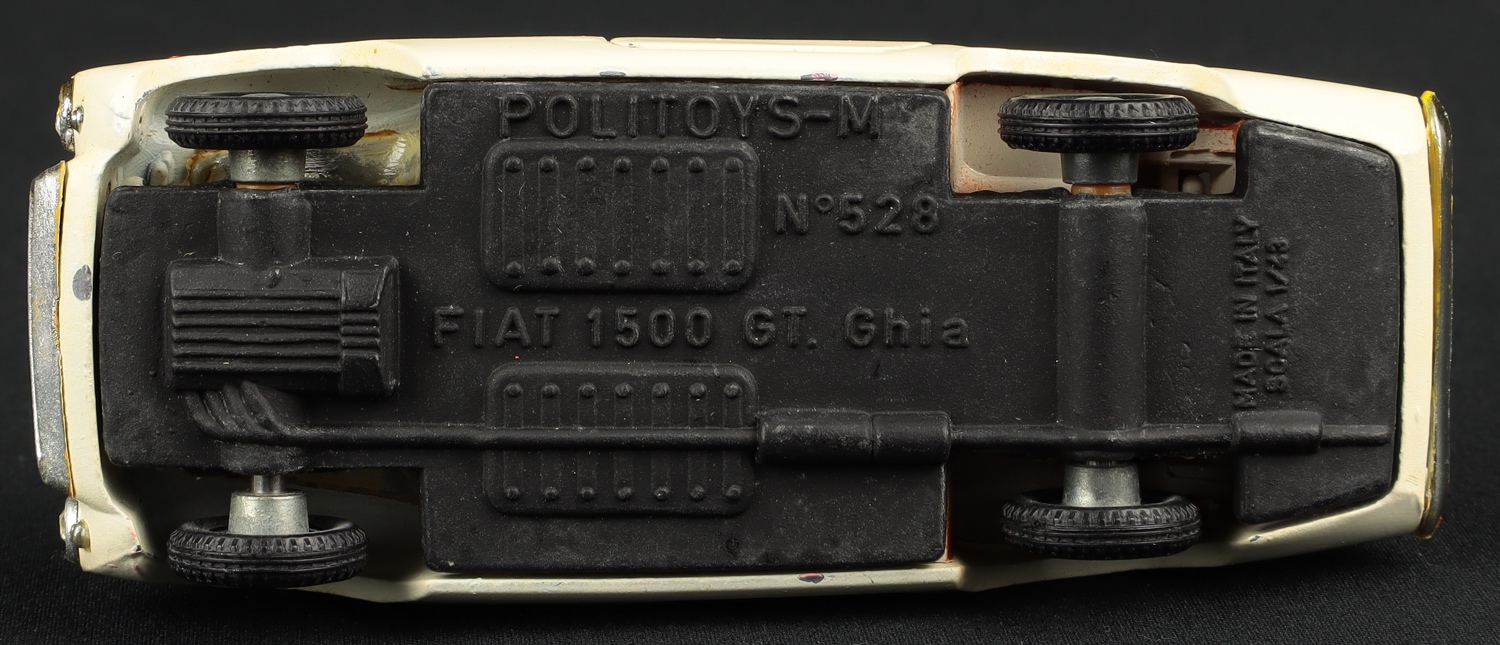 POLITOYS-M
N°528
FIAT 1500 GT. Ghia
MADE IN ITALY
SCALA 1/43